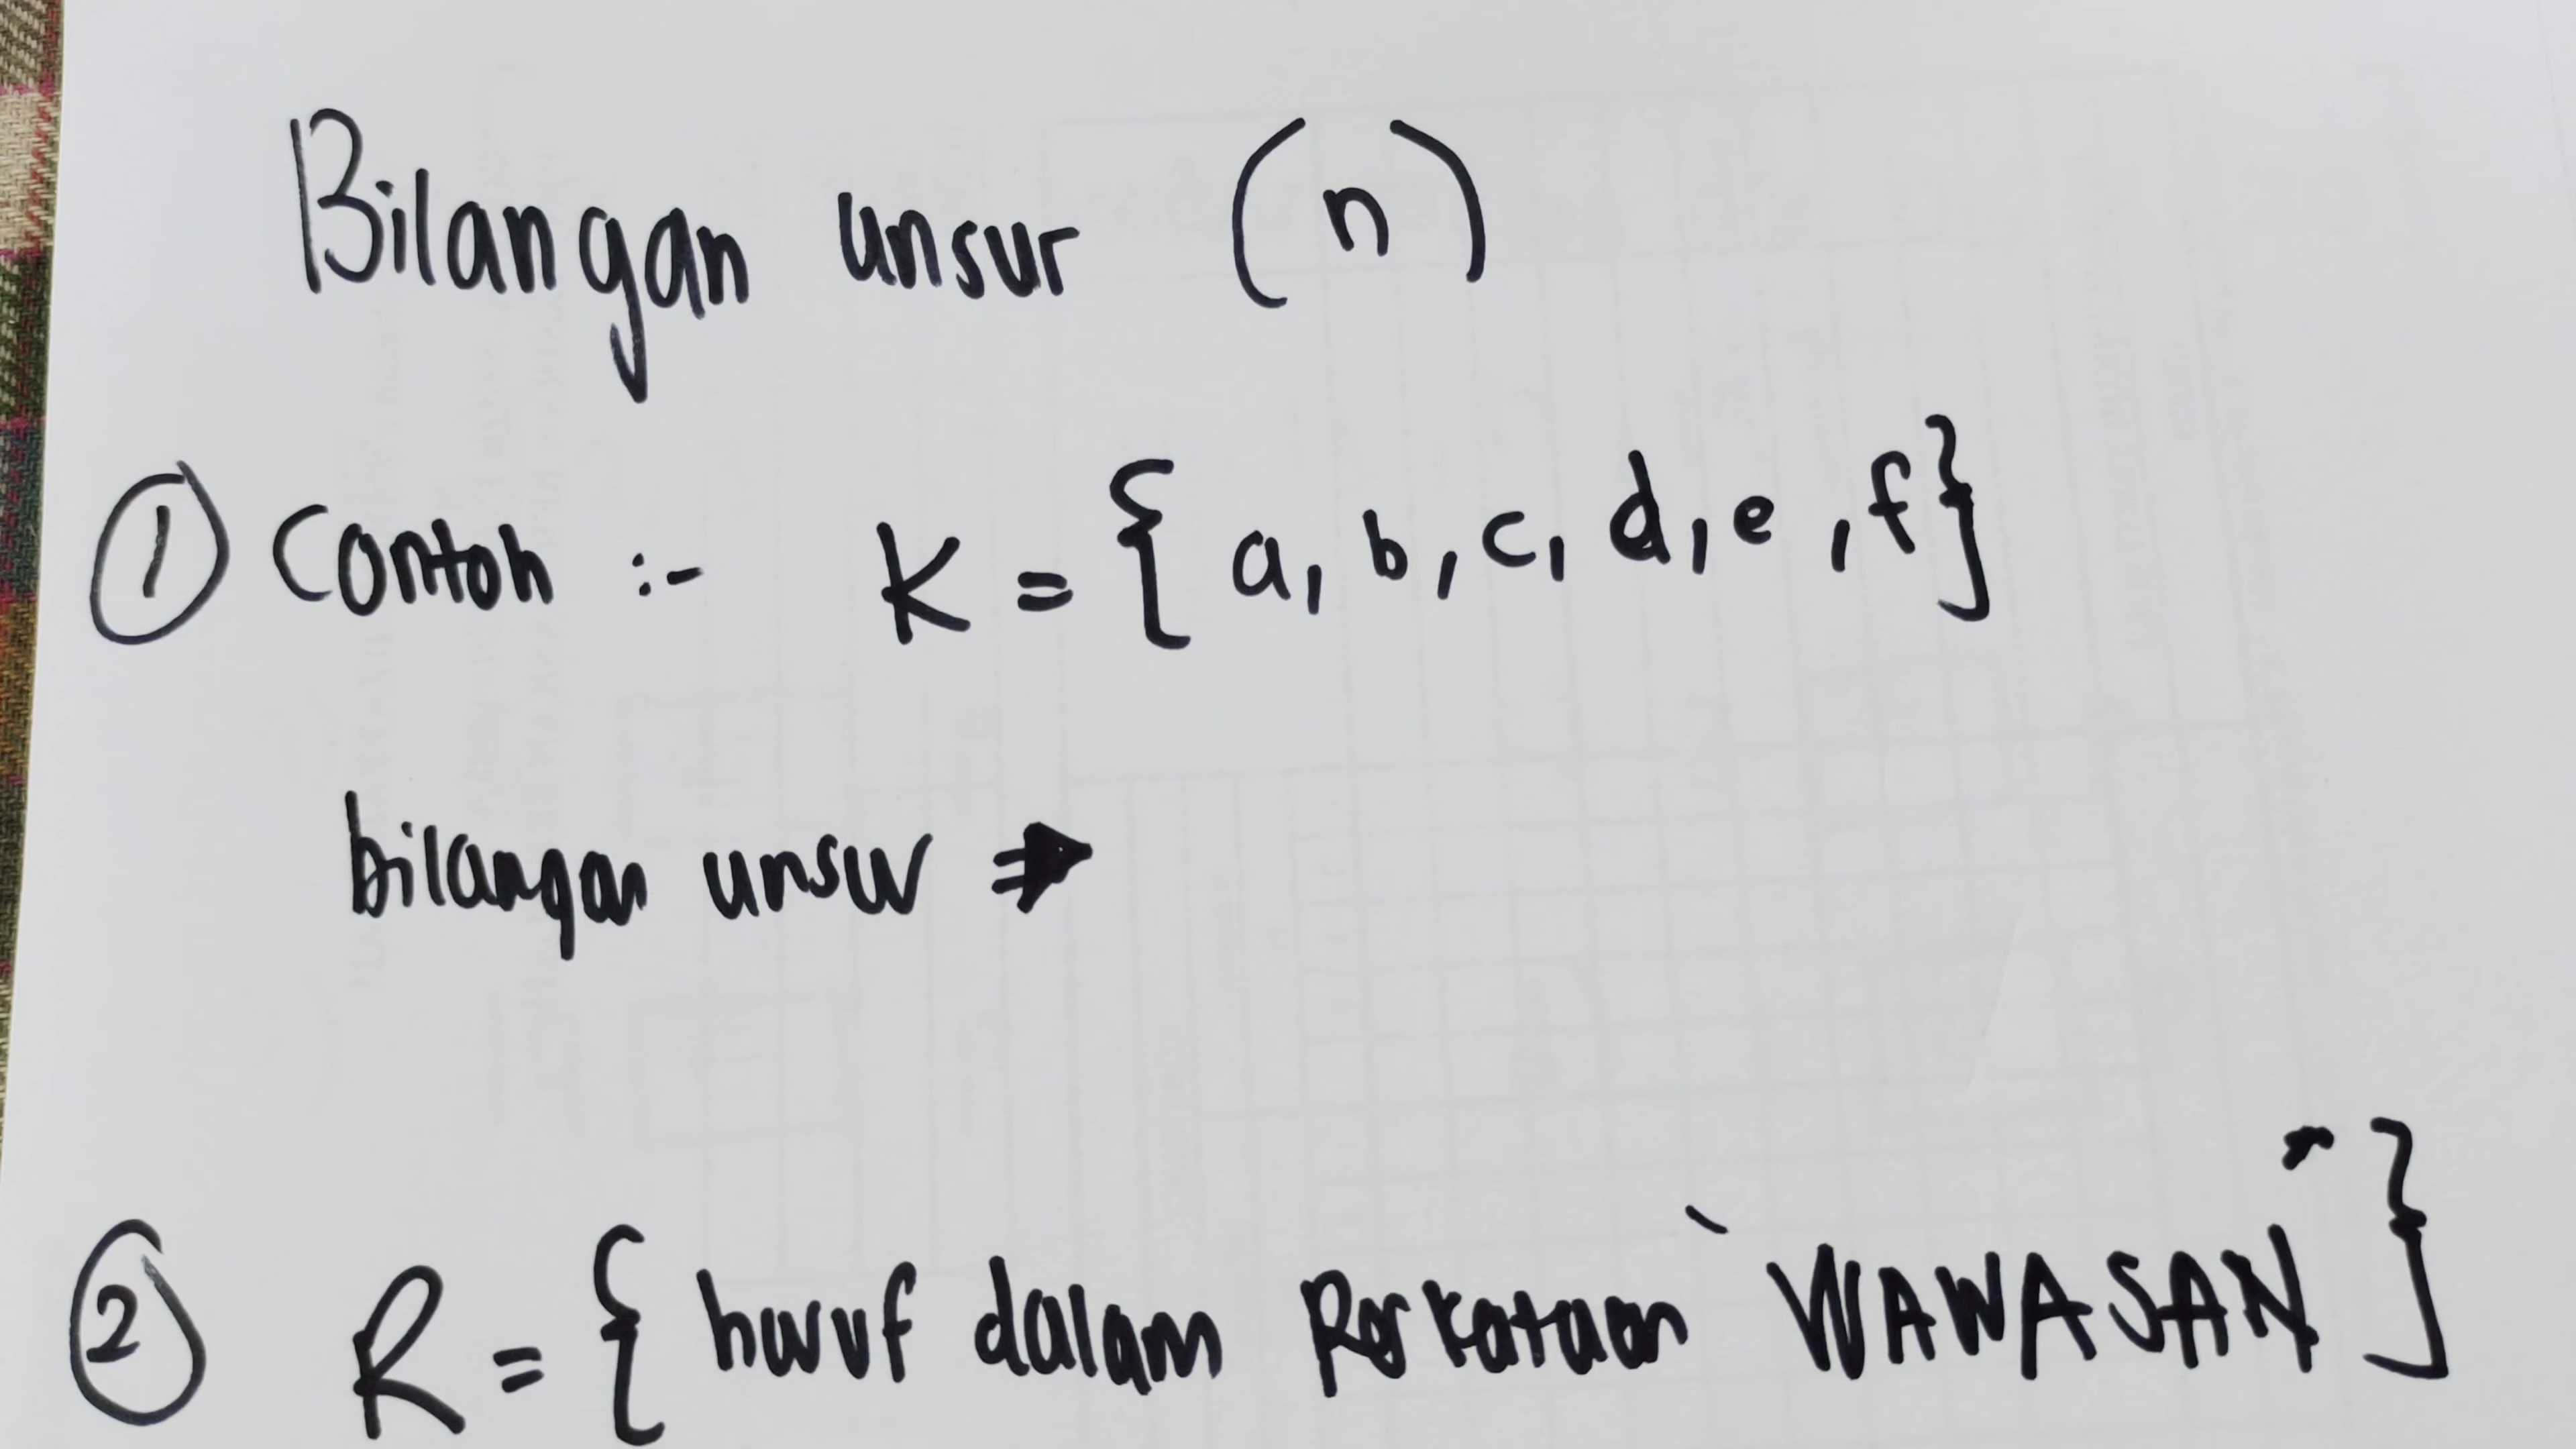 Bilangan unsur (n)
① Contoh :- K = { a, b, c, d, e, f}
bilangan unsur ⇒
② R = { huruf dalam Perkataan `WAWASAN" }